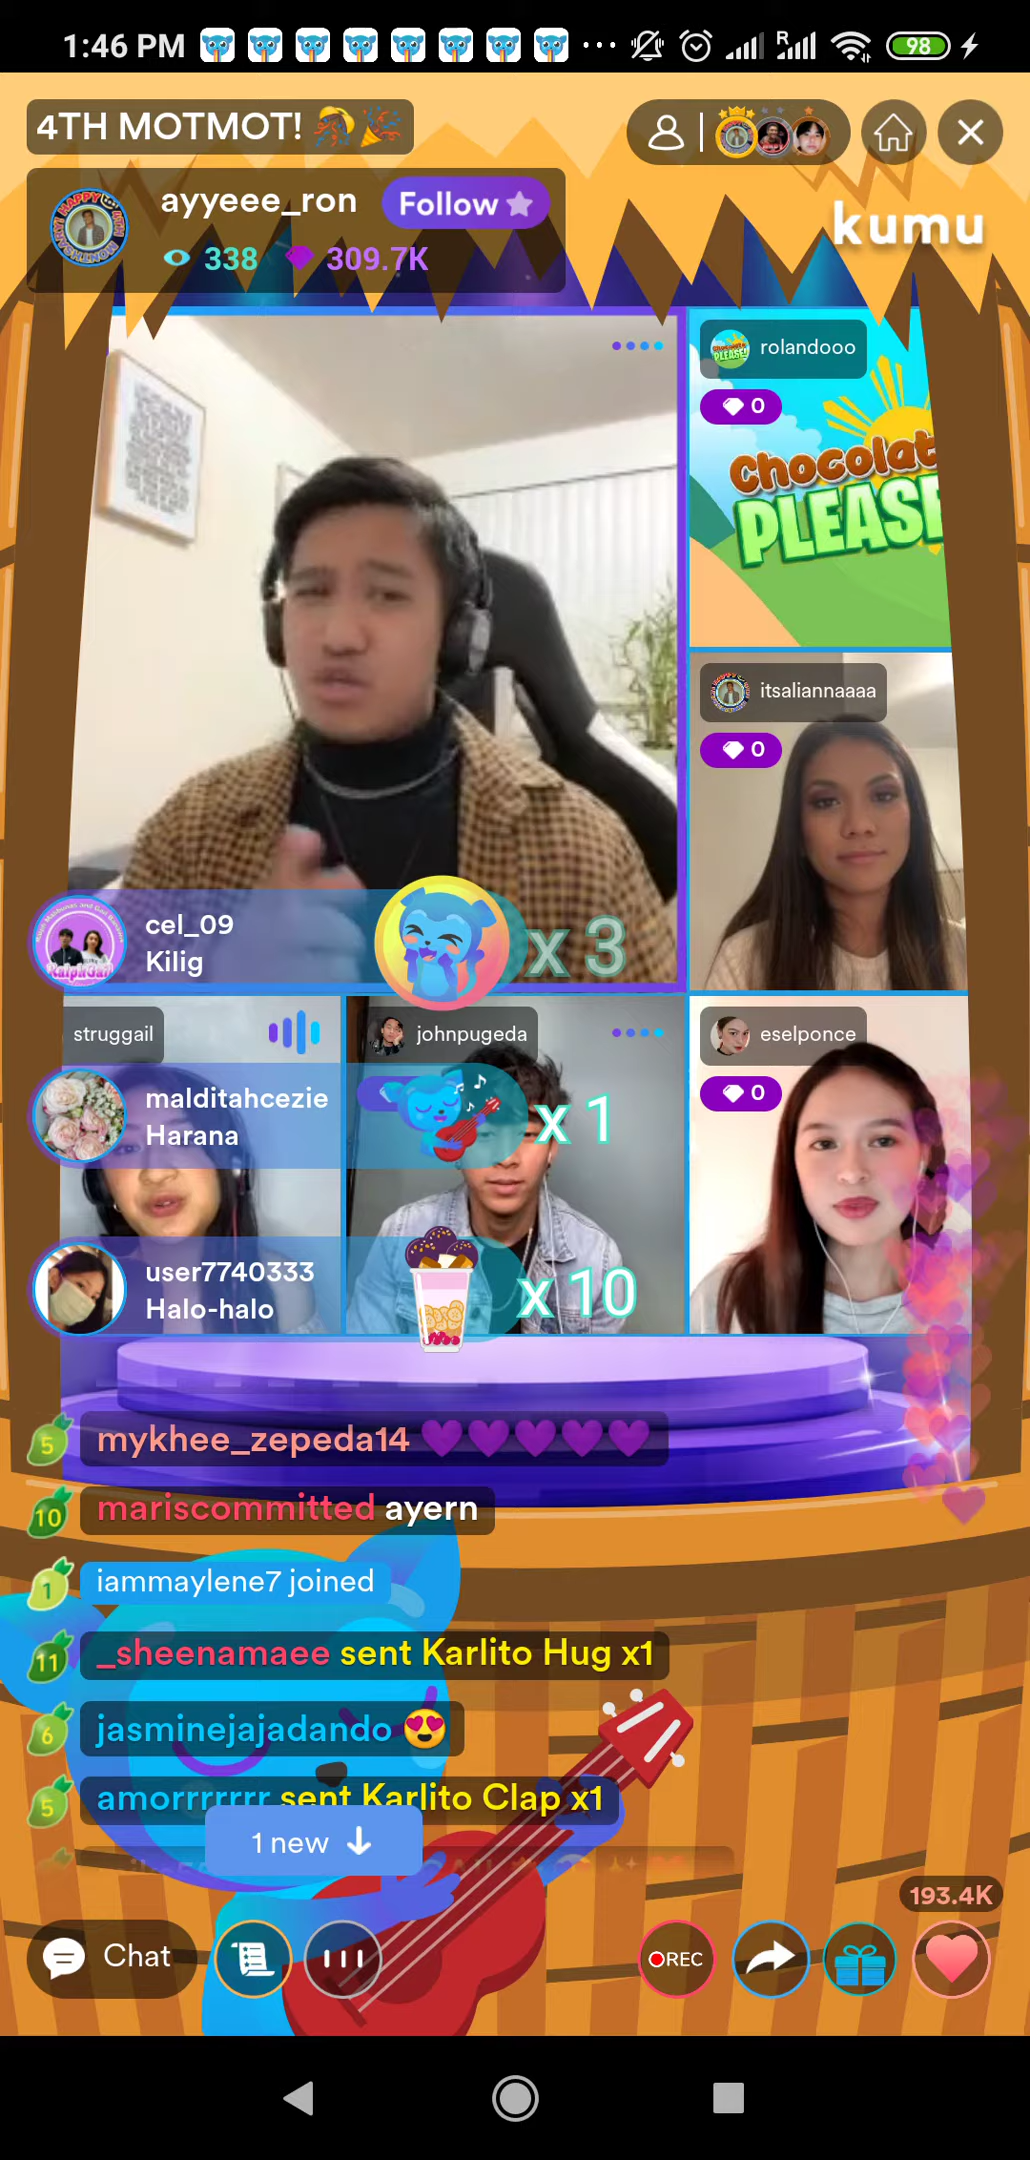 1:46 PM
R
98
4TH MOTMOT!
ayyeee_ron
Follow
338
309.7K
kumu
rolandooo
0
Chocolat
PLEASE
itsaliannaaaa
0
cel_09
Kilig
x 3
struggail
johnpugeda
eselponce
0
malditahcezie
Harana
x 1
user7740333
Halo-halo
x 10
5 mykhee_zepeda14
10 mariscommitted ayern
1 iammaylene7 joined
11 _sheenamaee sent Karlito Hug x1
6 jasminejajadando
5 amorrrrrrr sent Karlito Clap x1
1 new
193.4K
Chat
REC